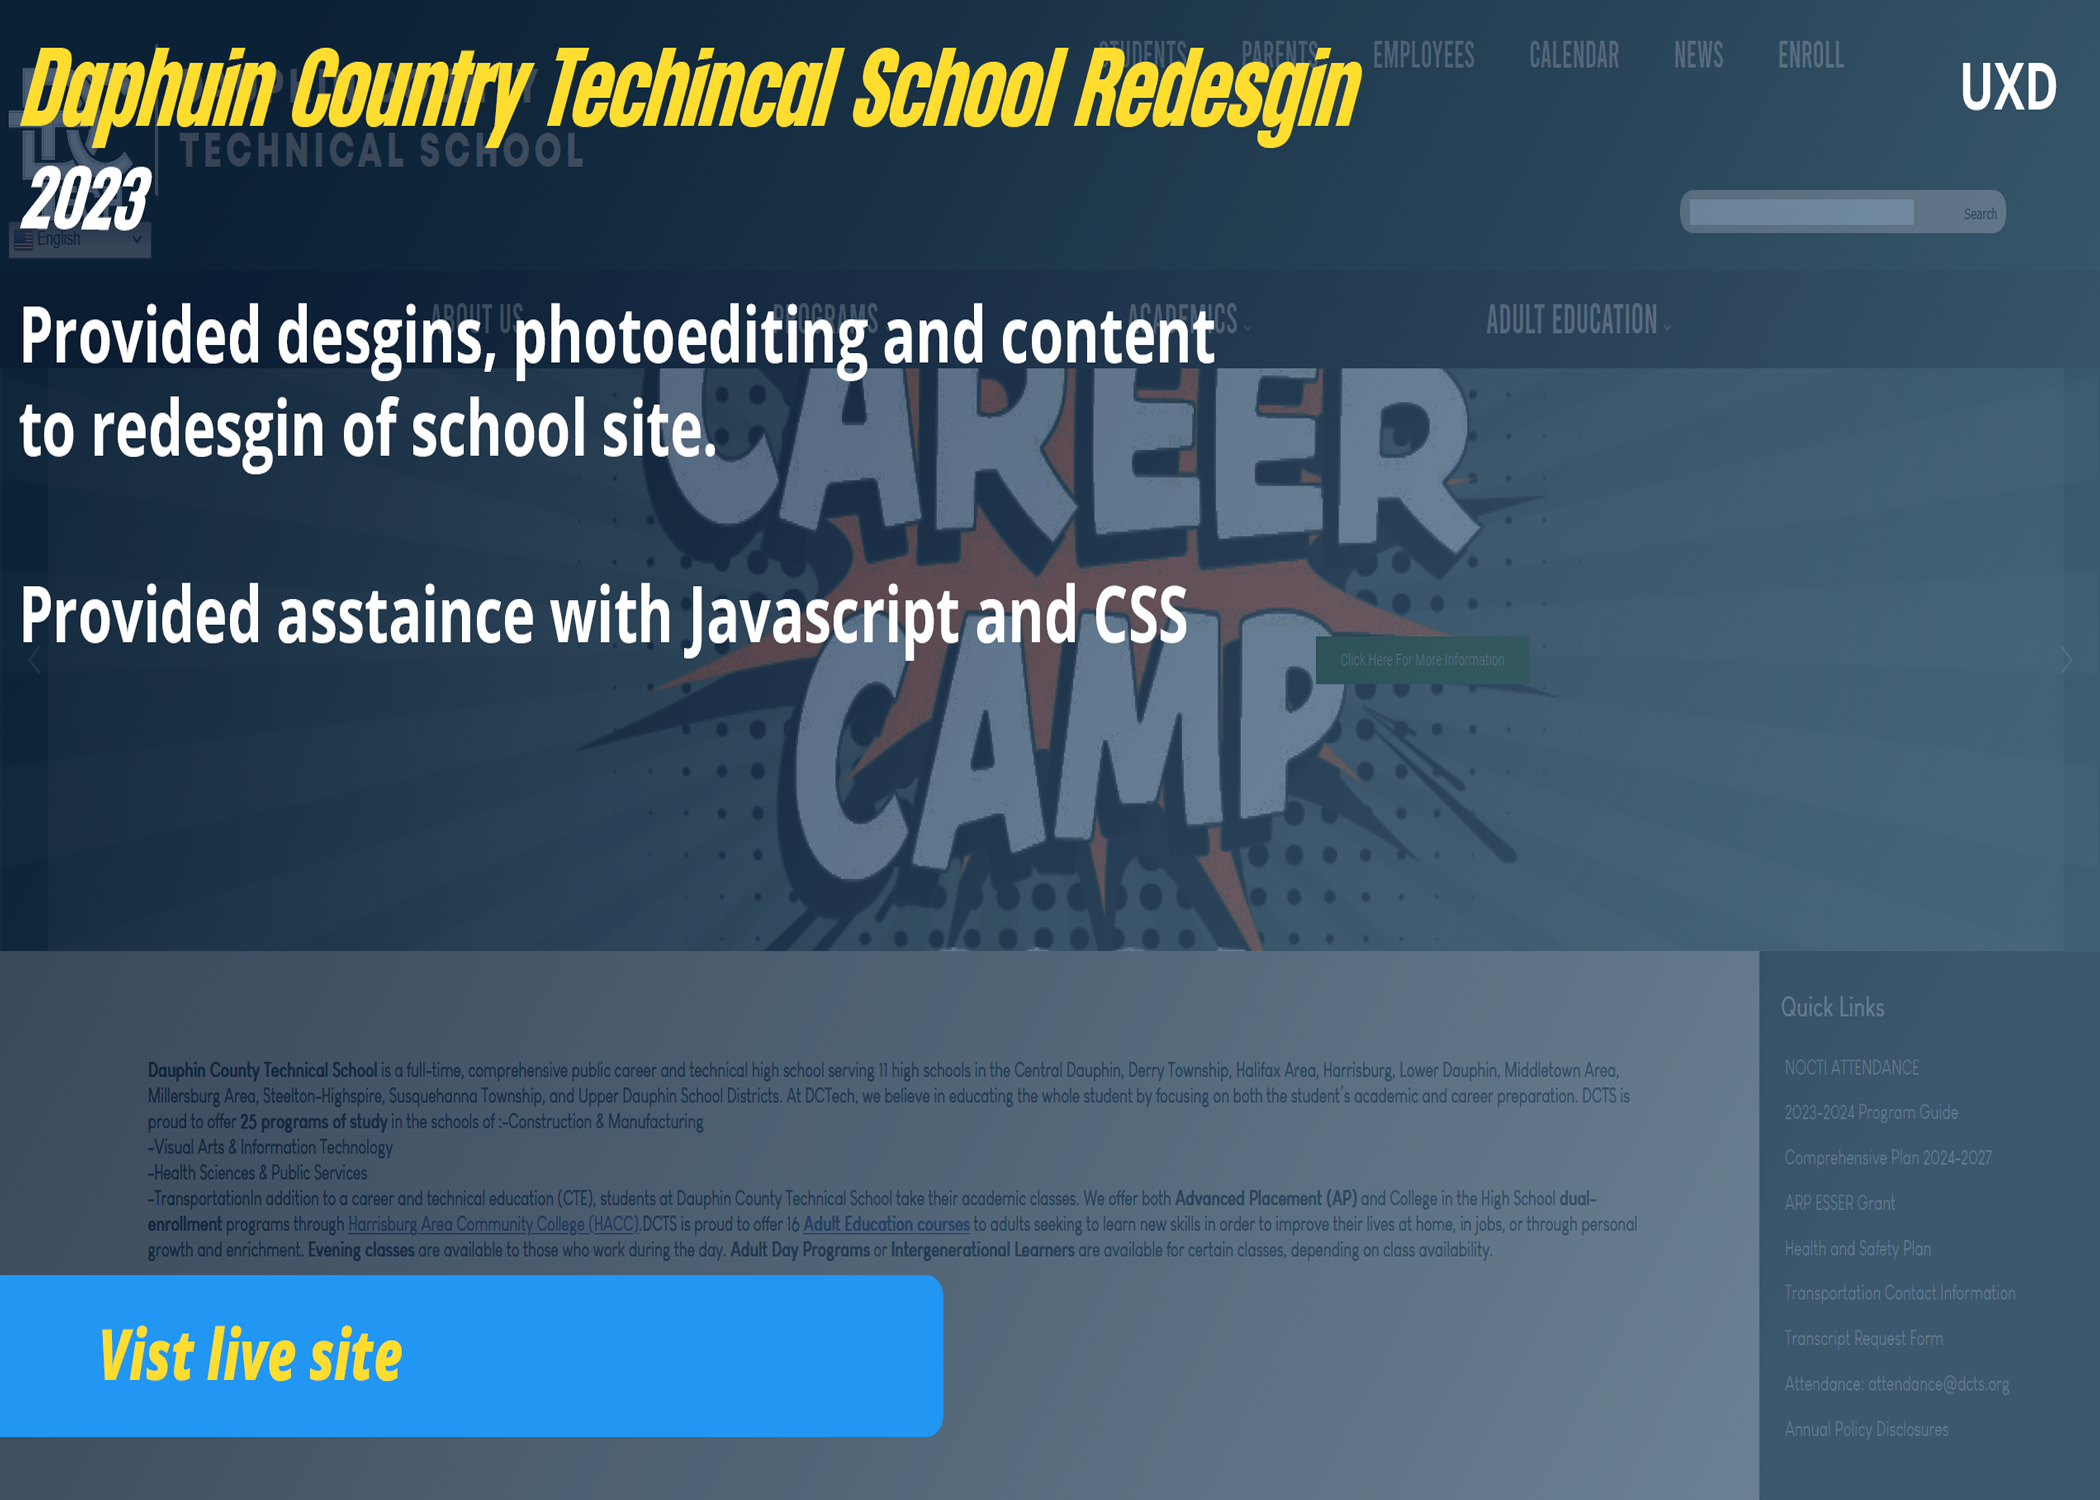 Daphuin Country Techincal School Redesgin
UXD
2023
STUDENTS PARENTS EMPLOYEES CALENDAR NEWS ENROLL
TECHNICAL SCHOOL
English
Search
ABOUT US PROGRAMS ACADEMICS ADULT EDUCATION
Provided desgins, photoediting and content
to redesgin of school site.
Provided asstaince with Javascript and CSS
CAREER
CAMP
Click Here For More Information
Dauphin County Technical School is a full-time, comprehensive public career and technical high school serving 11 high schools in the Central Dauphin, Derry Township, Halifax Area, Harrisburg, Lower Dauphin, Middletown Area,
Millersburg Area, Steelton-Highspire, Susquehanna Township, and Upper Dauphin School Districts. At DCTech, we believe in educating the whole student by focusing on both the student's academic and career preparation. DCTS is
proud to offer 25 programs of study in the schools of :-Construction & Manufacturing
-Visual Arts & Information Technology
-Health Sciences & Public Services
-TransportationIn addition to a career and technical education (CTE), students at Dauphin County Technical School take their academic classes. We offer both Advanced Placement (AP) and College in the High School dual-
enrollment programs through Harrisburg Area Community College (HACC).DCTS is proud to offer 16 Adult Education courses to adults seeking to learn new skills in order to improve their lives at home, in jobs, or through personal
growth and enrichment. Evening classes are available to those who work during the day. Adult Day Programs or Intergenerational Learners are available for certain classes, depending on class availability.
Quick Links
NOCTI ATTENDANCE
2023-2024 Program Guide
Comprehensive Plan 2024-2027
ARP ESSER Grant
Health and Safety Plan
Transportation Contact Information
Transcript Request Form
Attendance: attendance@dcts.org
Annual Policy Disclosures
Vist live site